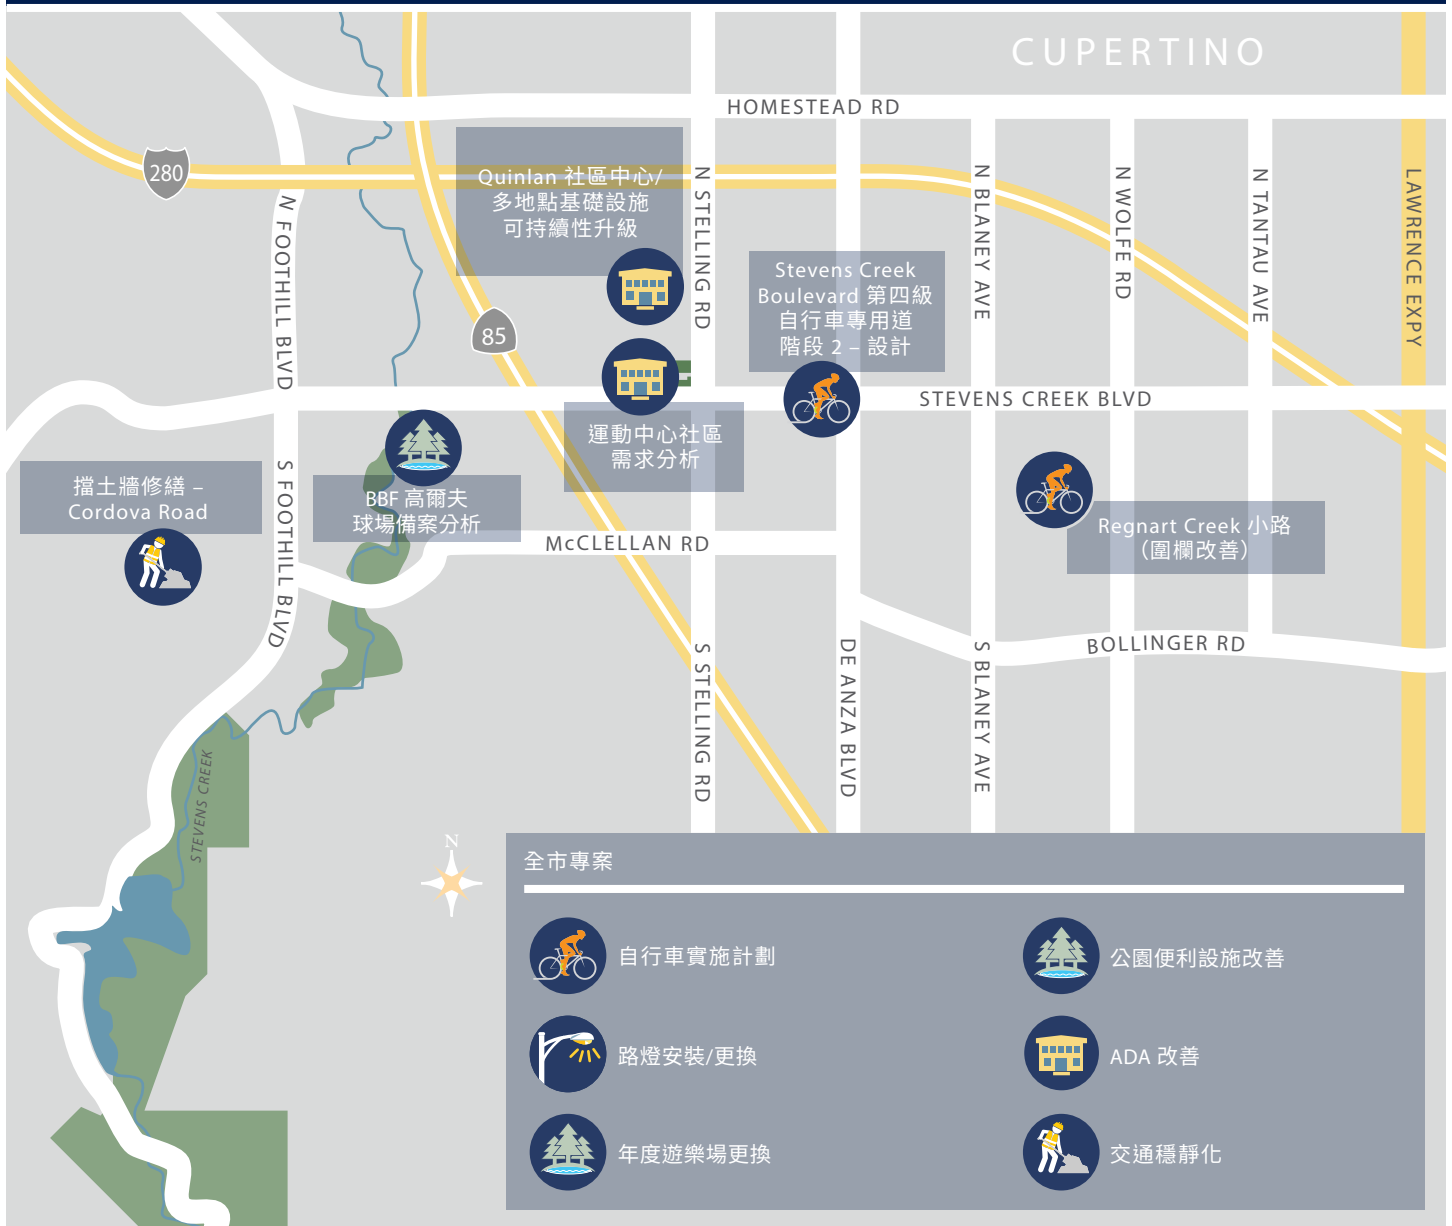 CUPERTINO
HOMESTEAD RD
280
Quinlan 社區中心/
多地點基礎設施
可持續性升級
N FOOTHILL BLVD
N STELLING RD
N BLANEY AVE
N WOLFE RD
N TANTAU AVE
LAWRENCE EXPY
Stevens Creek
Boulevard 第四級
自行車專用道
階段 2 – 設計
85
STEVENS CREEK BLVD
運動中心社區
需求分析
擋土牆修繕 –
Cordova Road
S FOOTHILL BLVD
BBF 高爾夫
球場備案分析
McCLELLAN RD
Regnart Creek 小路
（圍欄改善）
S STELLING RD
DE ANZA BLVD
S BLANEY AVE
BOLLINGER RD
STEVENS CREEK
N
全市專案
自行車實施計劃
公園便利設施改善
路燈安裝/更換
ADA 改善
年度遊樂場更換
交通穩靜化